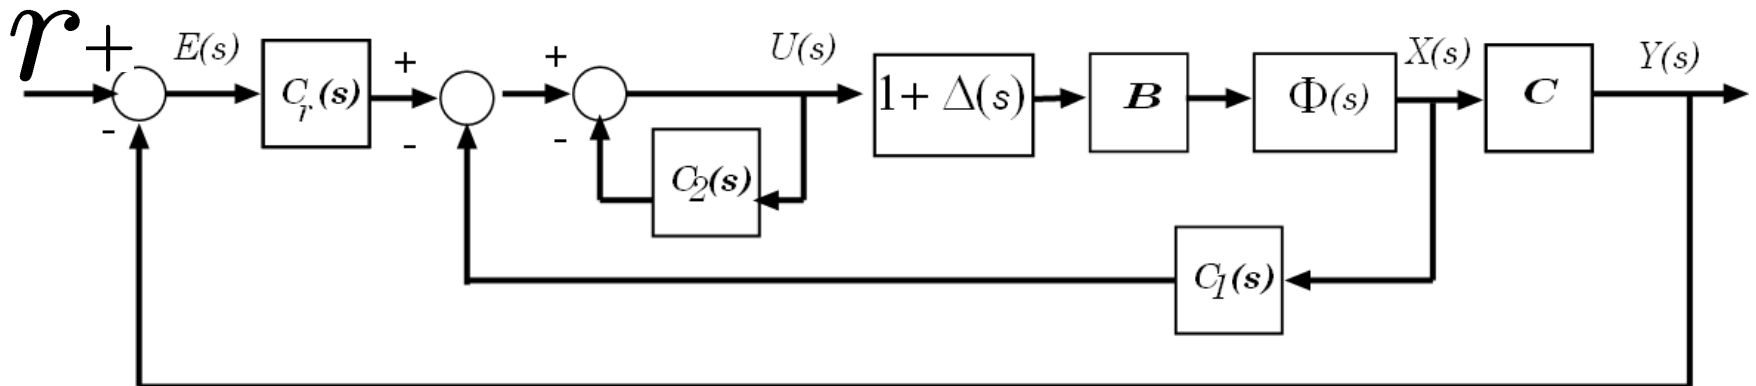 r + E(s) + + U(s) X(s) Y(s)
C_r(s) 1+ Δ(s) B Φ(s) C
- - -
C_2(s)
C_1(s)